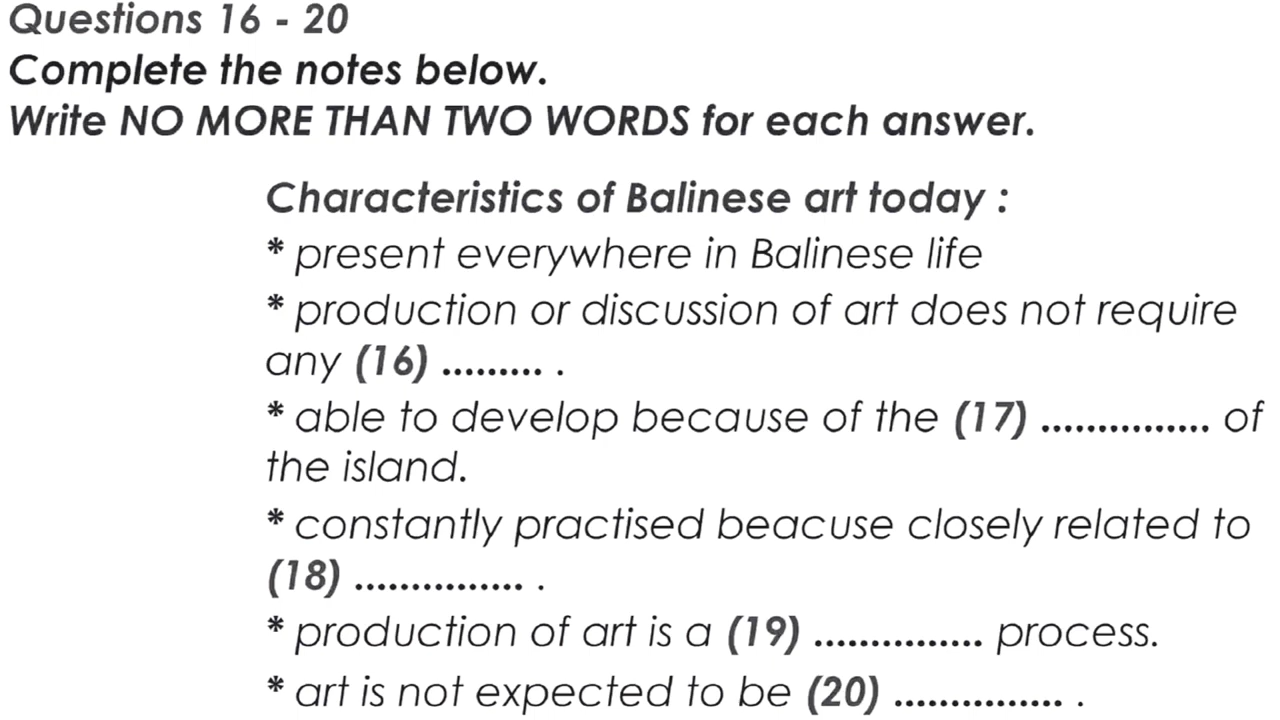 Questions 16 - 20
Complete the notes below.
Write NO MORE THAN TWO WORDS for each answer.
Characteristics of Balinese art today :
* present everywhere in Balinese life
* production or discussion of art does not require
any (16) ......... .
* able to develop because of the (17) ............... of
the island.
* constantly practised beacuse closely related to
(18) ............... .
* production of art is a (19) ............... process.
* art is not expected to be (20) ............... .